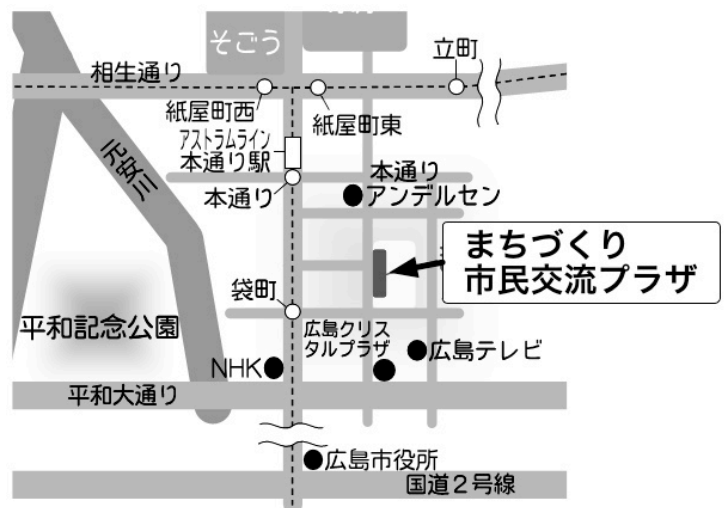 そごう
相生通り
立町
紙屋町西
紙屋町東
アストラムライン
本通り駅
本通り
本通り
アンデルセン
元安川
まちづくり
市民交流プラザ
袋町
平和記念公園
広島クリス
タルプラザ
広島テレビ
NHK
平和大通り
広島市役所
国道2号線